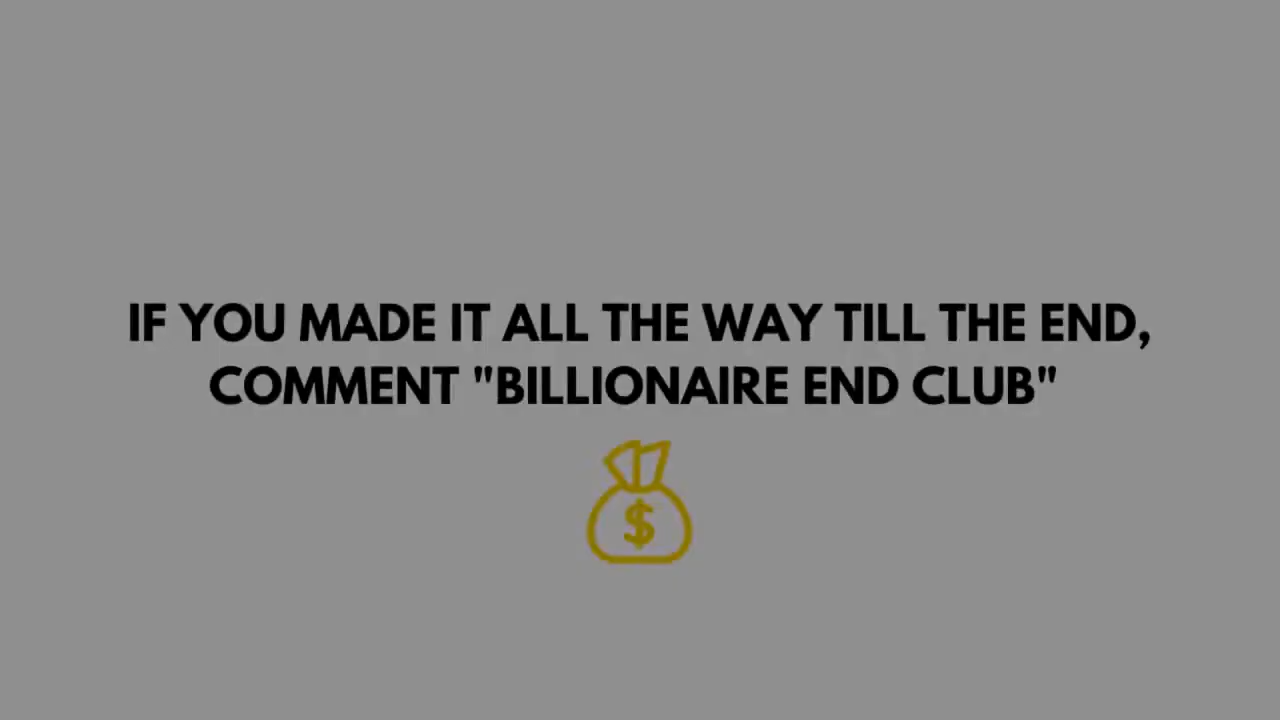 IF YOU MADE IT ALL THE WAY TILL THE END,
COMMENT "BILLIONAIRE END CLUB"
$